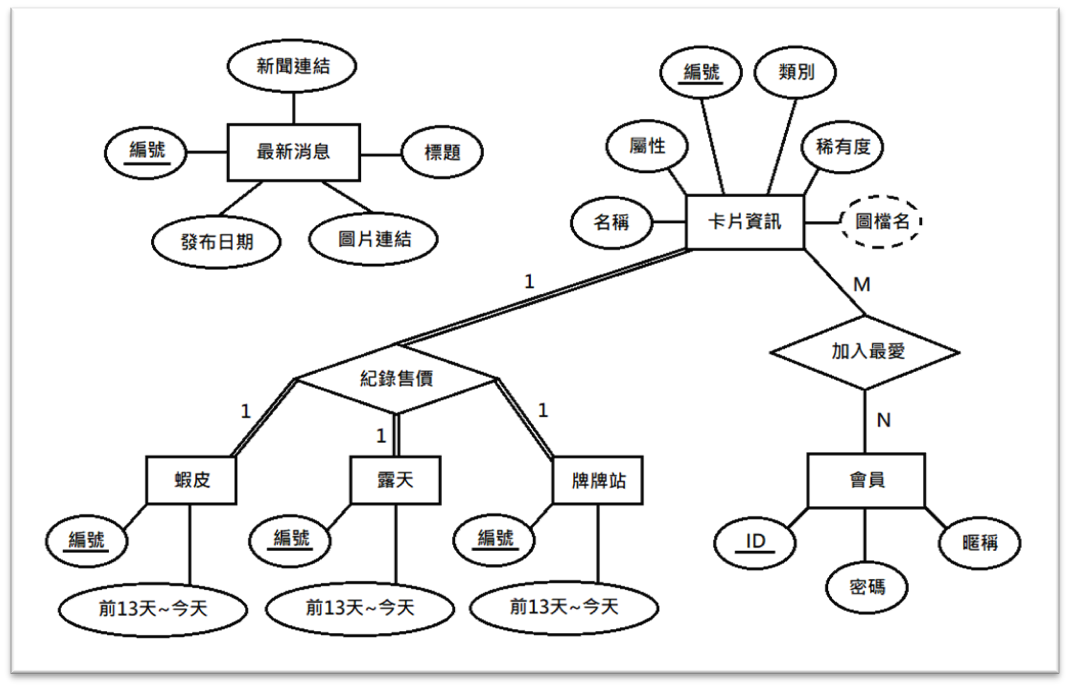 新聞連結
編號
最新消息
標題
發布日期
圖片連結
編號
類別
屬性
稀有度
名稱
卡片資訊
圖檔名
1
M
紀錄售價
加入最愛
1
1
1
N
蝦皮
露天
牌牌站
會員
編號
編號
編號
ID
暱稱
密碼
前13天~今天
前13天~今天
前13天~今天